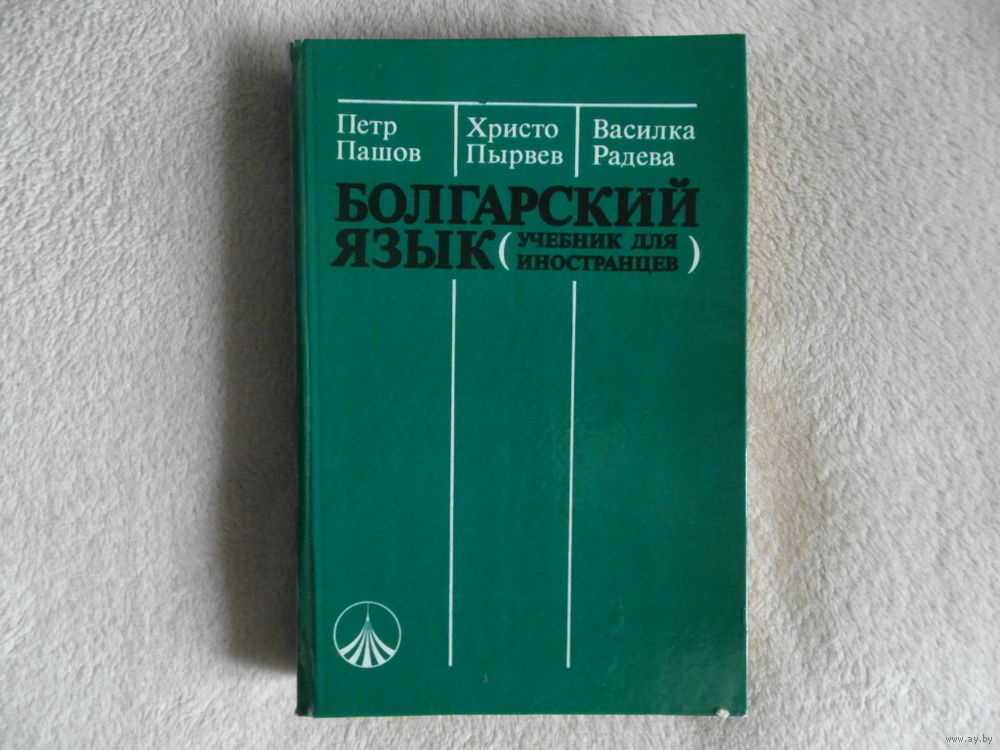 Петр
Пашов
Христо
Пырвев
Василка
Радева
БОЛГАРСКИЙ
ЯЗЫК (УЧЕБНИК ДЛЯ
ИНОСТРАНЦЕВ)
www.ay.by